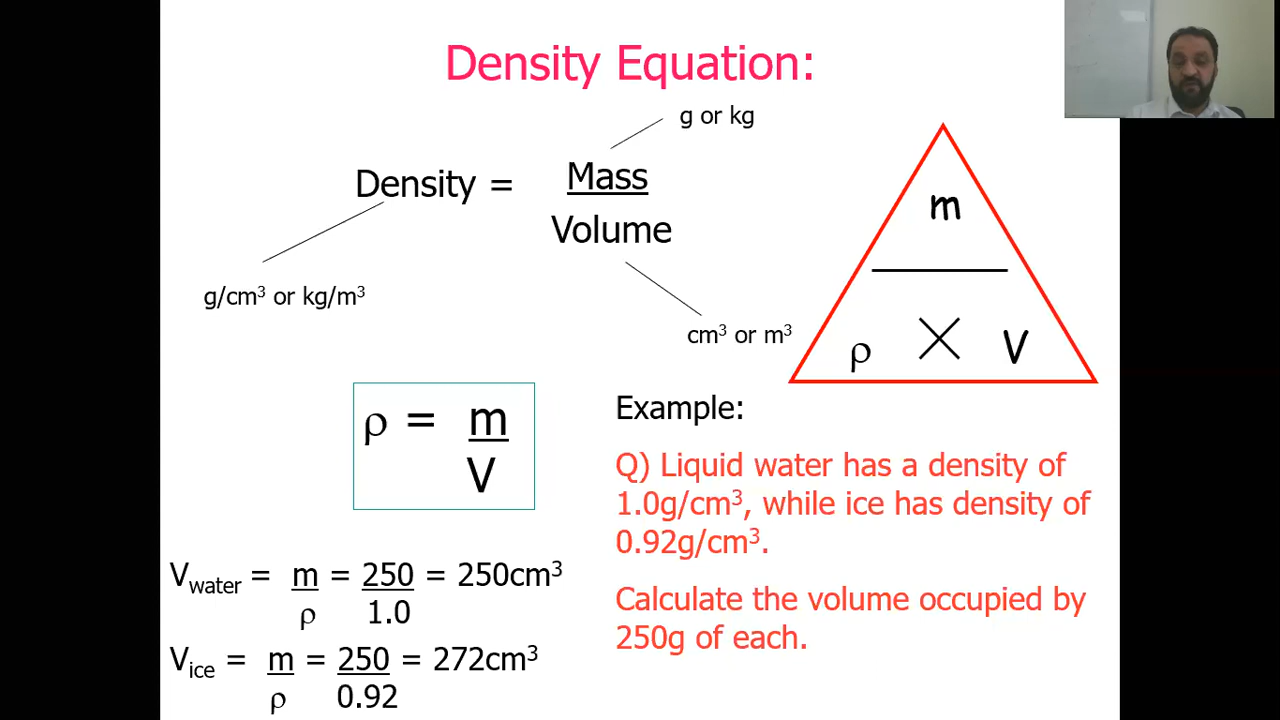 Density Equation:
g or kg
Density = Mass
Volume
g/cm³ or kg/m³
cm³ or m³
m
ρ × V
ρ = m
V
Example:
Q) Liquid water has a density of
1.0g/cm³, while ice has density of
0.92g/cm³.
Calculate the volume occupied by
250g of each.
Vwater = m = 250 = 250cm³
ρ 1.0
Vice = m = 250 = 272cm³
ρ 0.92